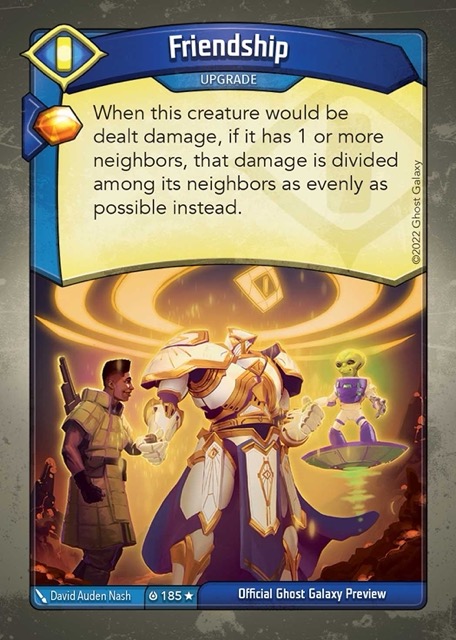 Friendship
UPGRADE
When this creature would be
dealt damage, if it has 1 or more
neighbors, that damage is divided
among its neighbors as evenly as
possible instead.
©2022 Ghost Galaxy
David Auden Nash
185★
Official Ghost Galaxy Preview